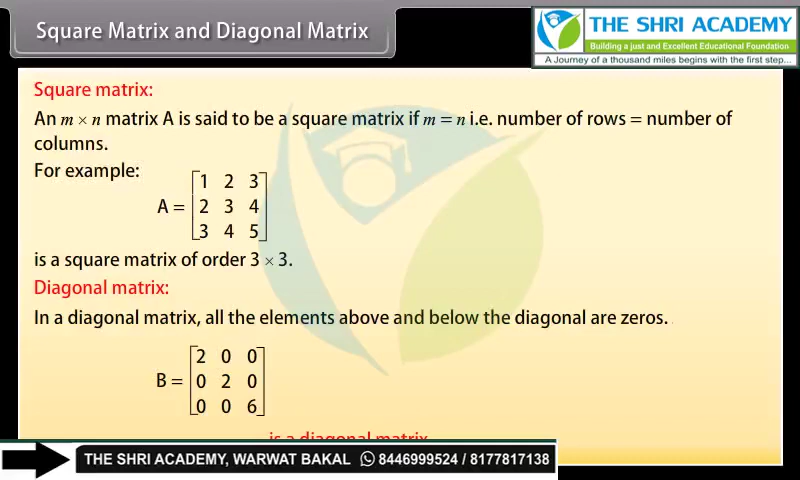 Square Matrix and Diagonal Matrix
THE SHRI ACADEMY
Building a just and Excellent Educational Foundation
A Journey of a thousand miles begins with the first step...
Square matrix:
An m × n matrix A is said to be a square matrix if m = n i.e. number of rows = number of
columns.
For example:
1 2 3
A = 2 3 4
3 4 5
is a square matrix of order 3 × 3.
Diagonal matrix:
In a diagonal matrix, all the elements above and below the diagonal are zeros.
2 0 0
B = 0 2 0
0 0 6
is a diagonal matrix
THE SHRI ACADEMY, WARWAT BAKAL 8446999524 / 8177817138